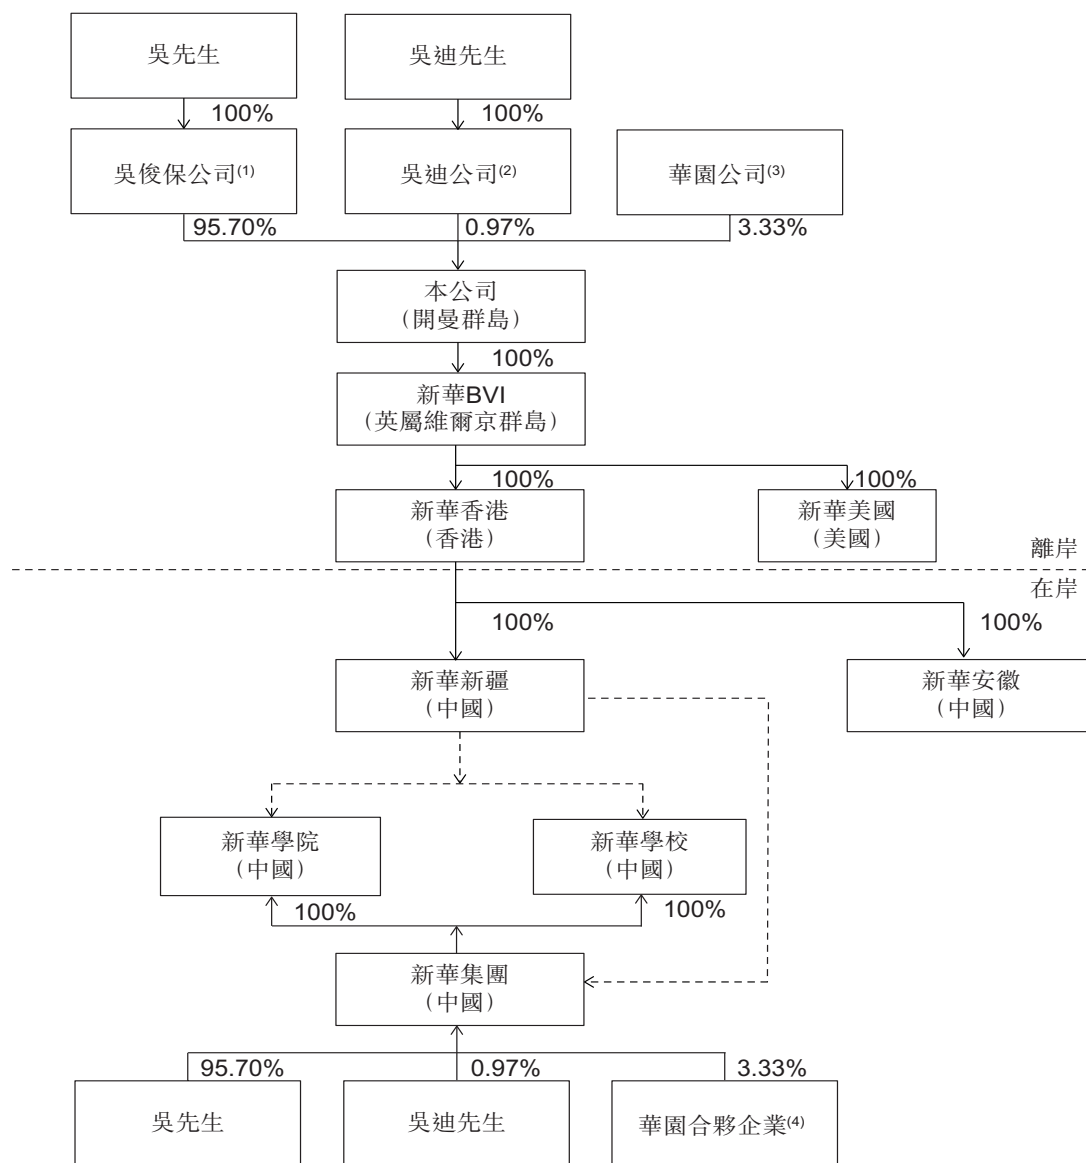 吳先生
吳迪先生
100%
100%
吳俊保公司(1)
吳迪公司(2)
華園公司(3)
95.70%
0.97%
3.33%
本公司
（開曼群島）
100%
新華BVI
（英屬維爾京群島）
100%
100%
新華香港
（香港）
新華美國
（美國）
離岸
在岸
100%
100%
新華新疆
（中國）
新華安徽
（中國）
新華學院
（中國）
新華學校
（中國）
100%
100%
新華集團
（中國）
95.70%
0.97%
3.33%
吳先生
吳迪先生
華園合夥企業(4)